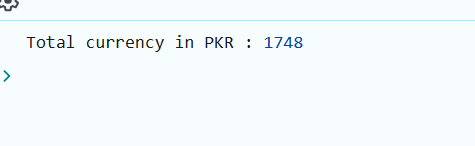 Total currency in PKR : 1748